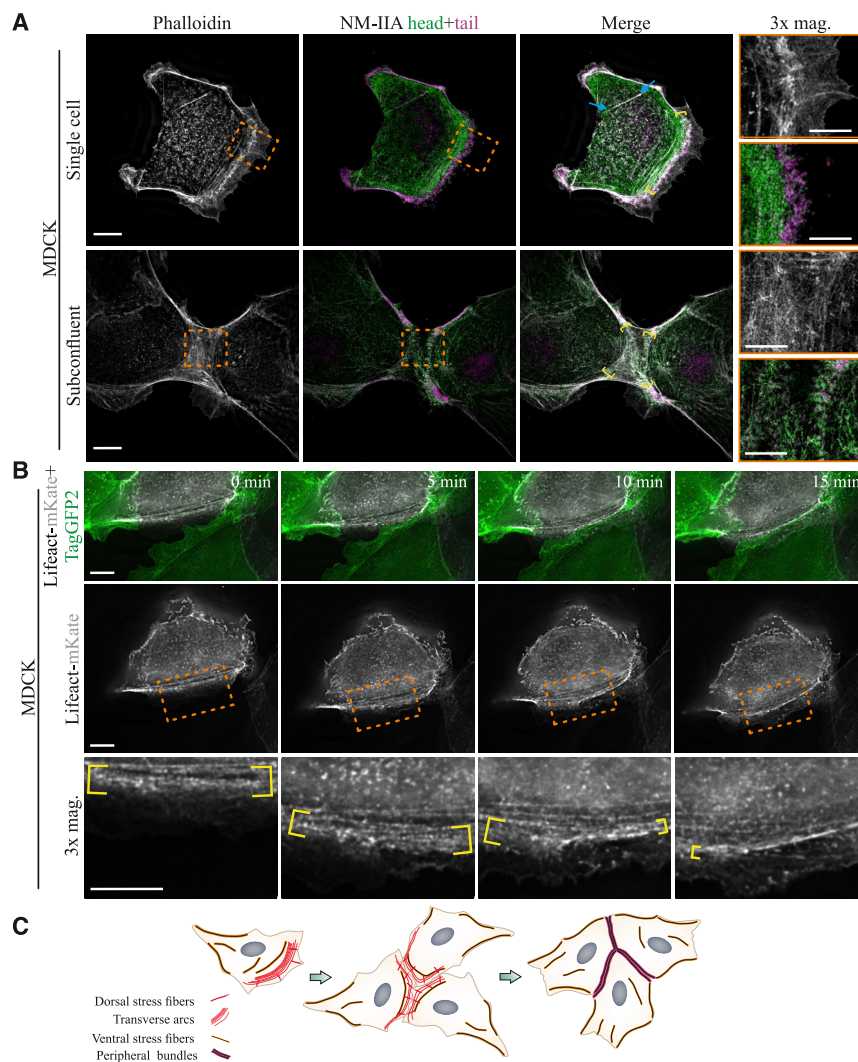 A
Phalloidin
NM-IIA head+tail
Merge
3x mag.
MDCK
Single cell
Subconfluent
B
MDCK
Lifeact-mKate+
TagGFP2
0 min
5 min
10 min
15 min
Lifeact-mKate
3x mag.
C
Dorsal stress fibers
Transverse arcs
Ventral stress fibers
Peripheral bundles